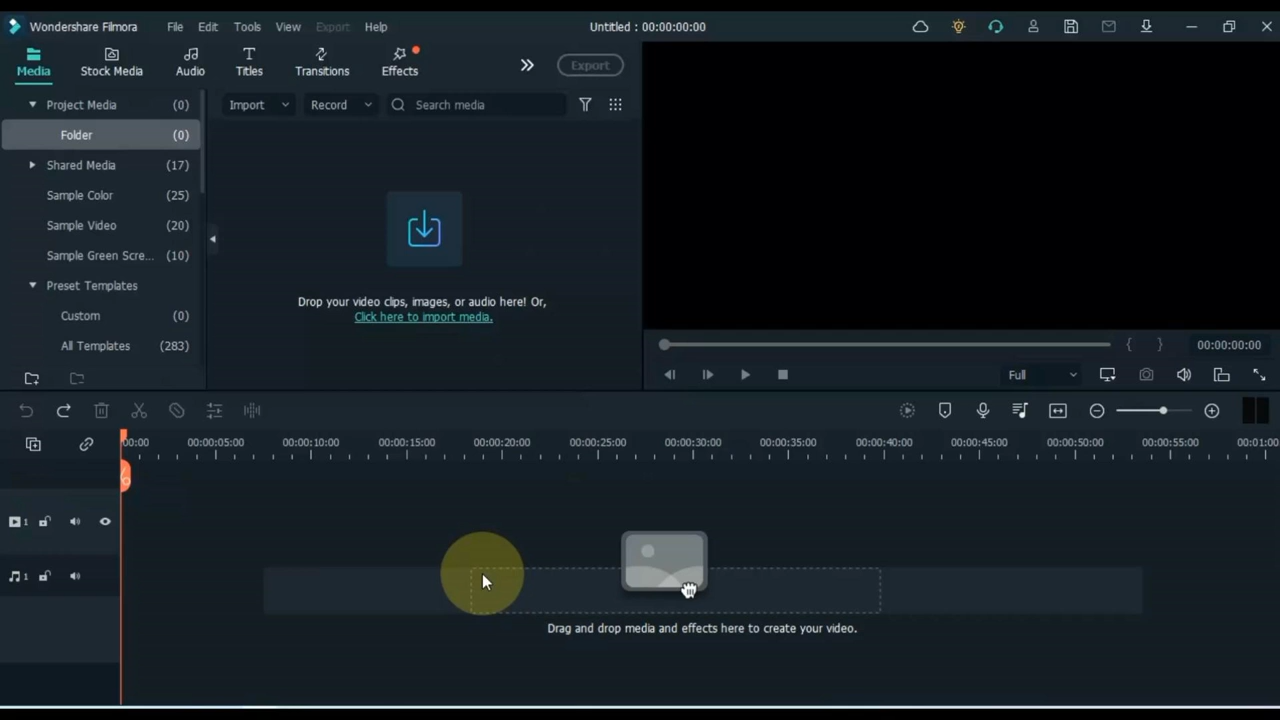 Wondershare Filmora File Edit Tools View Export Help Untitled : 00:00:00:00
Media Stock Media Audio Titles Transitions Effects Export
Project Media (0)
Folder (0)
Shared Media (17)
Sample Color (25)
Sample Video (20)
Sample Green Scre... (10)
Preset Templates
Custom (0)
All Templates (283)
Import Record Search media
Drop your video clips, images, or audio here! Or,
Click here to import media.
{ } 00:00:00:00
Full
00:00 00:00:05:00 00:00:10:00 00:00:15:00 00:00:20:00 00:00:25:00 00:00:30:00 00:00:35:00 00:00:40:00 00:00:45:00 00:00:50:00 00:00:55:00 00:01:00
1
1
Drag and drop media and effects here to create your video.